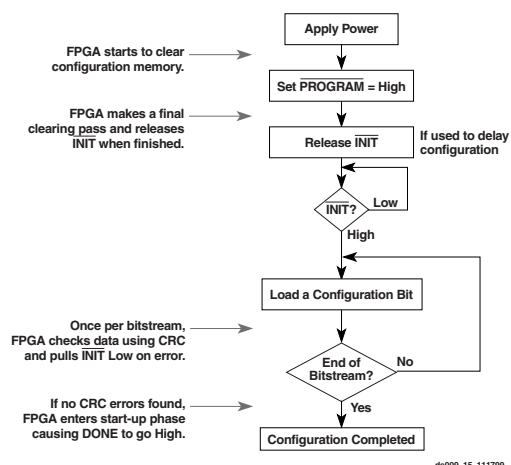 Apply Power
FPGA starts to clear
configuration memory.
Set PROGRAM = High
FPGA makes a final
clearing pass and releases
INIT when finished.
Release INIT
If used to delay
configuration
INIT?
Low
High
Load a Configuration Bit
Once per bitstream,
FPGA checks data using CRC
and pulls INIT Low on error.
End of
Bitstream?
No
Yes
If no CRC errors found,
FPGA enters start-up phase
causing DONE to go High.
Configuration Completed
ds099_15_111799